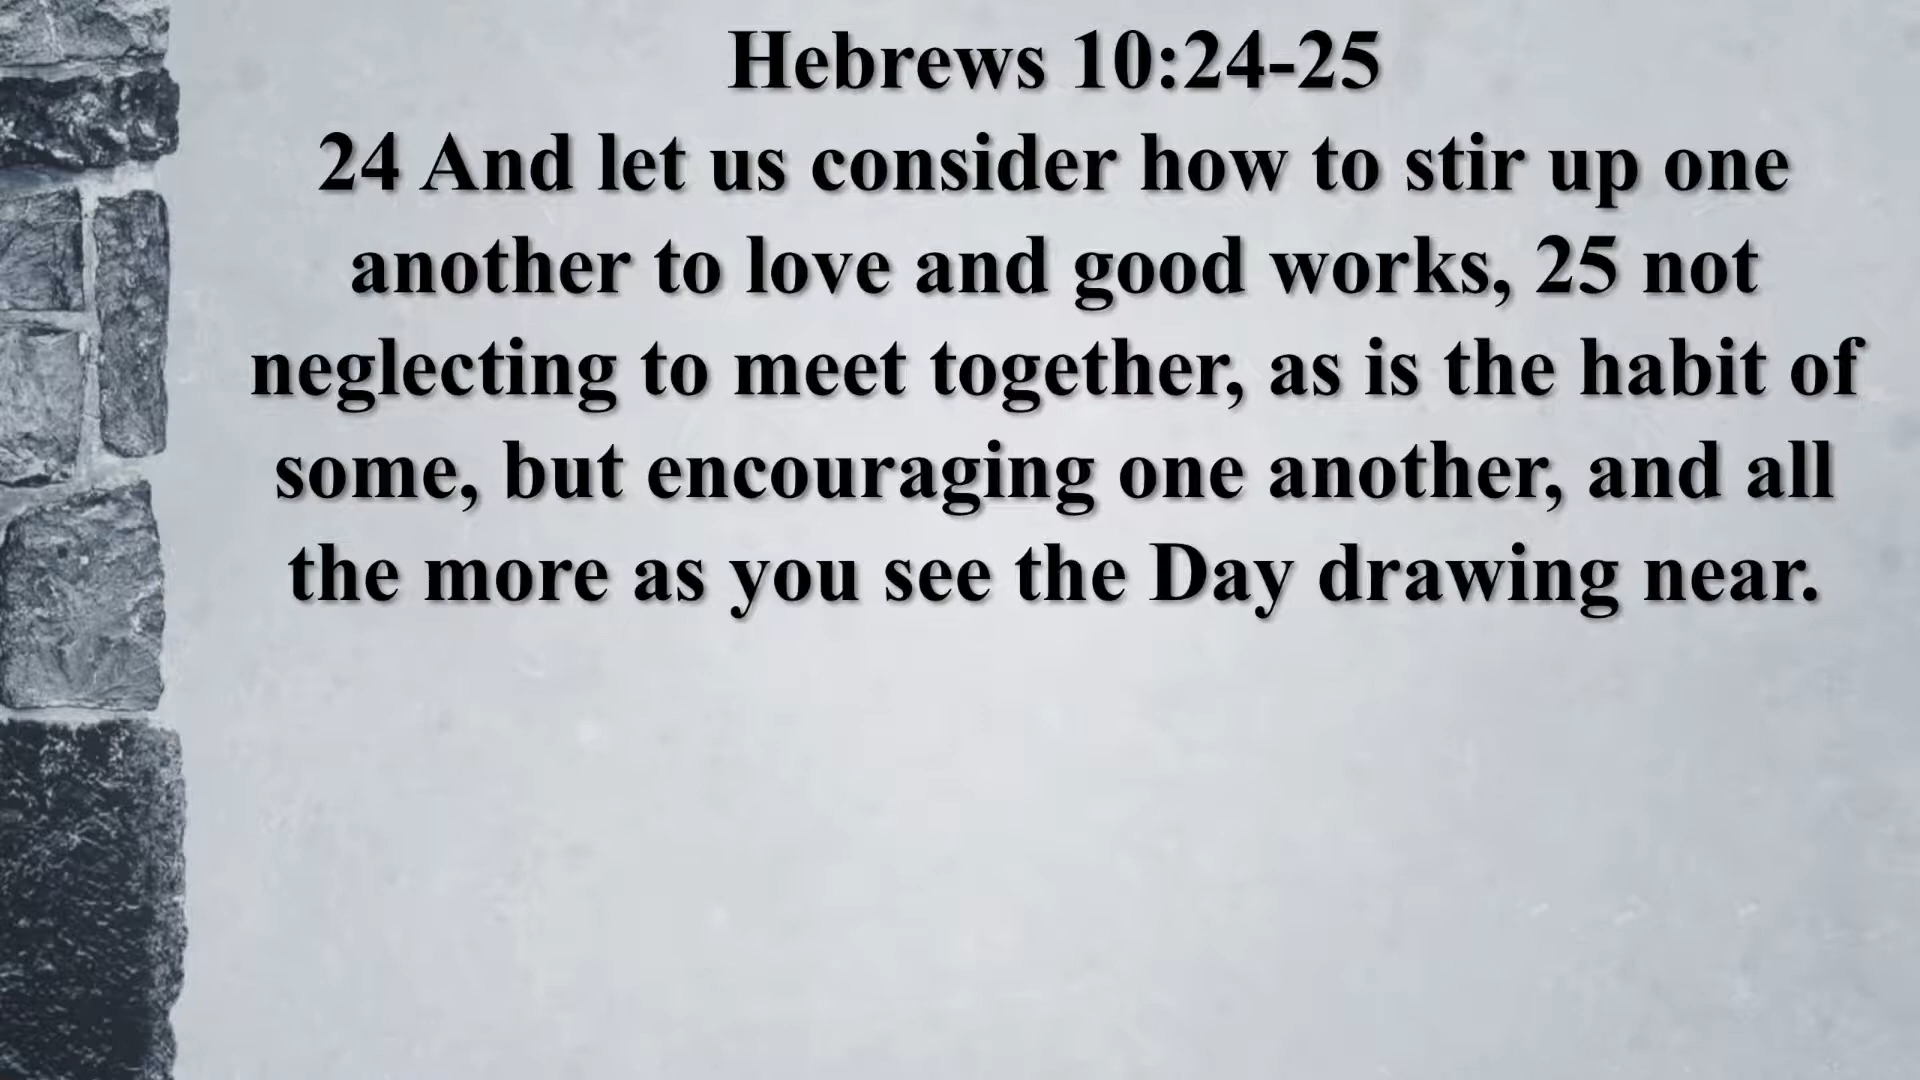 Hebrews 10:24-25
24 And let us consider how to stir up one
another to love and good works, 25 not
neglecting to meet together, as is the habit of
some, but encouraging one another, and all
the more as you see the Day drawing near.